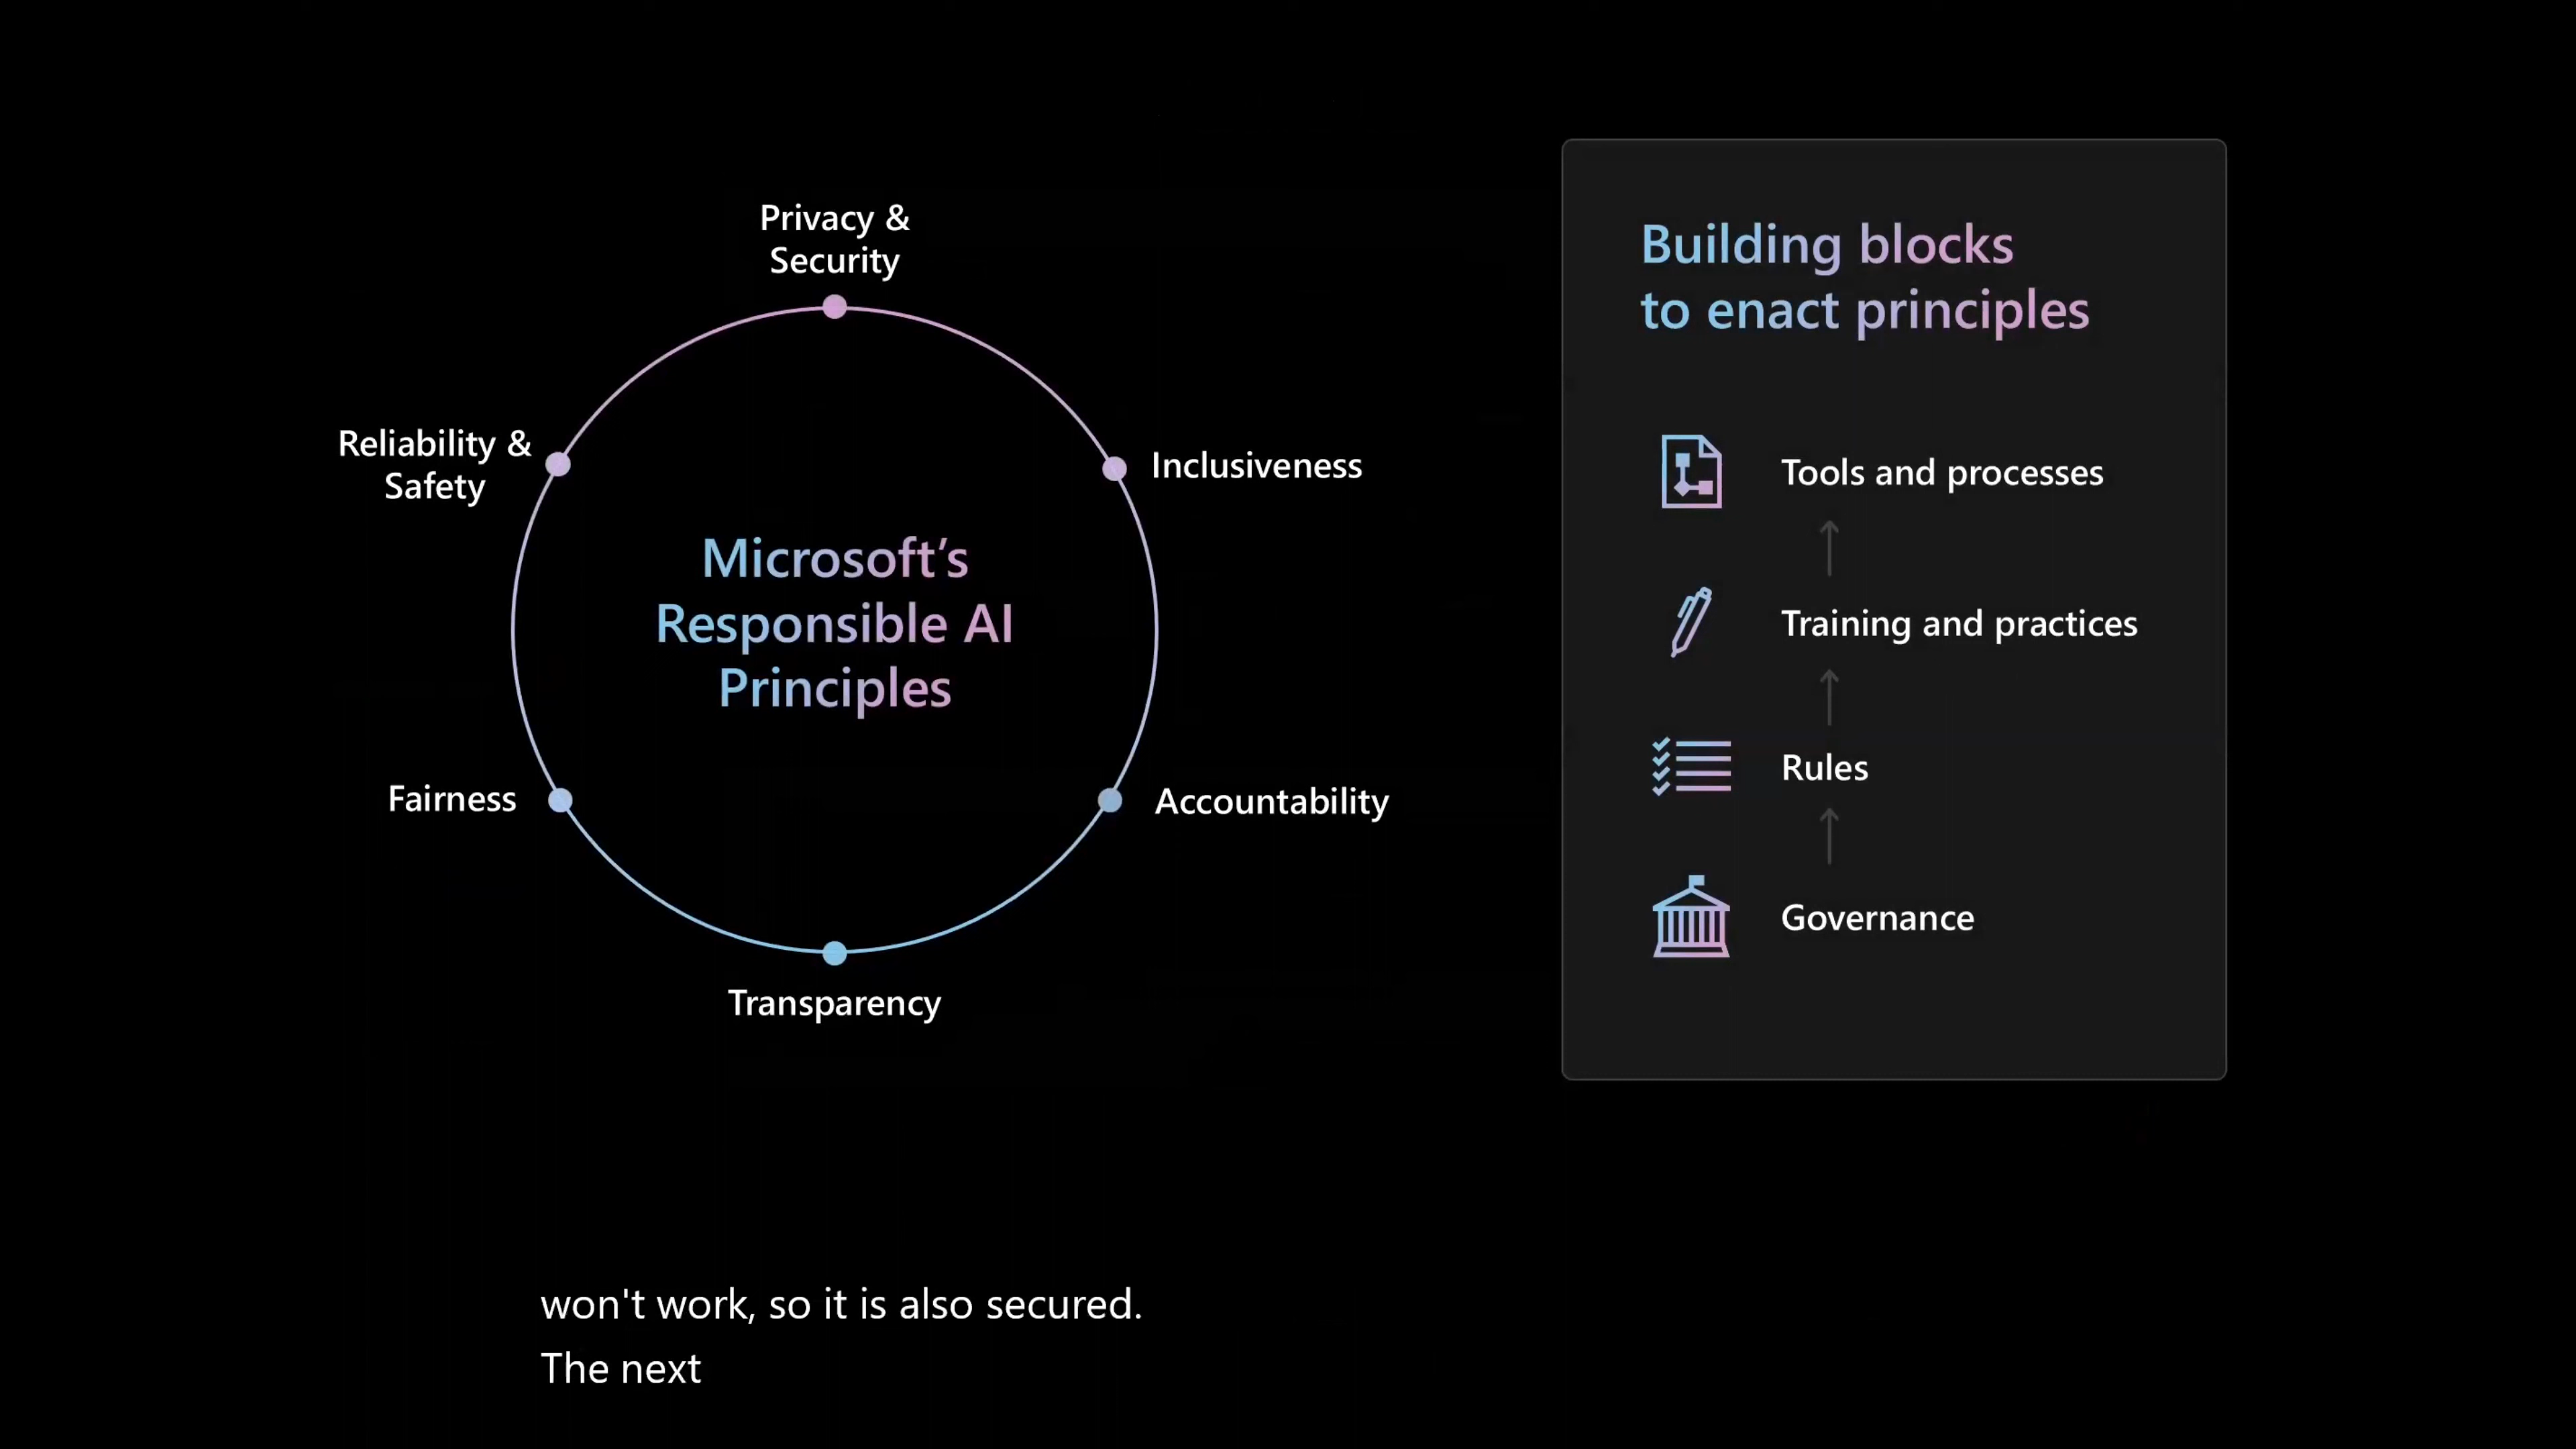 Privacy &
Security
Reliability &
Safety
Inclusiveness
Microsoft’s
Responsible AI
Principles
Fairness
Accountability
Transparency
Building blocks
to enact principles
Tools and processes
Training and practices
Rules
Governance
won't work, so it is also secured.
The next